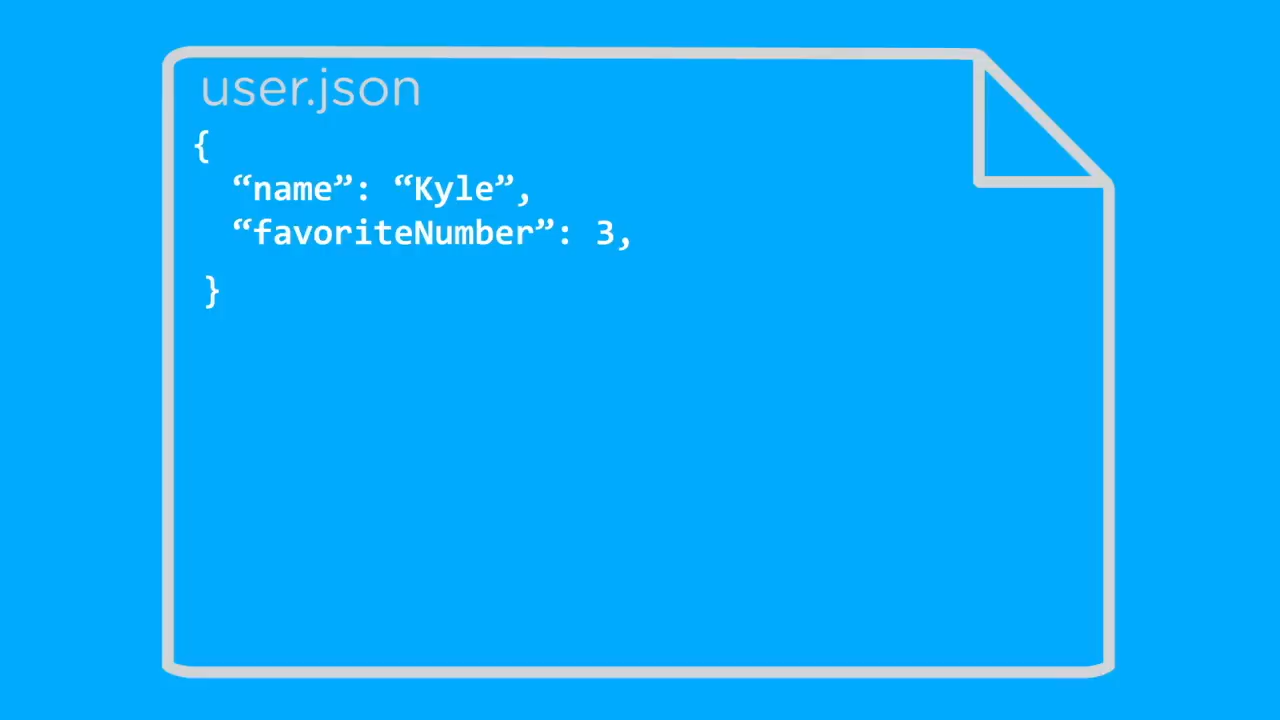 user.json
{
“name”: “Kyle”,
“favoriteNumber”: 3,
}